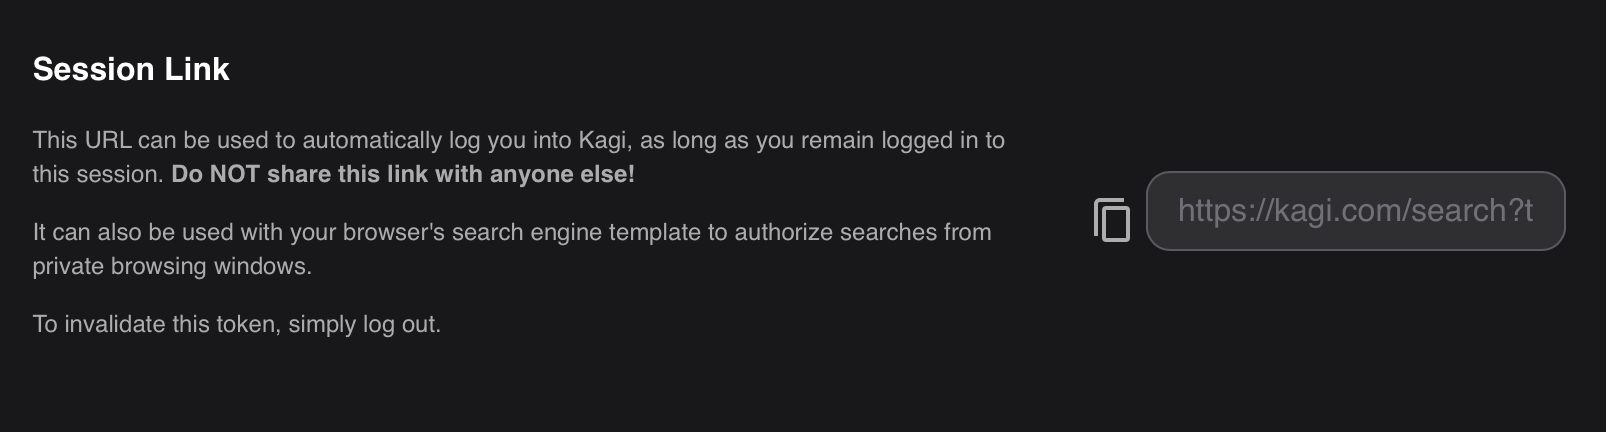 Session Link
This URL can be used to automatically log you into Kagi, as long as you remain logged in to
this session. Do NOT share this link with anyone else!
https://kagi.com/search?t
It can also be used with your browser's search engine template to authorize searches from
private browsing windows.
To invalidate this token, simply log out.